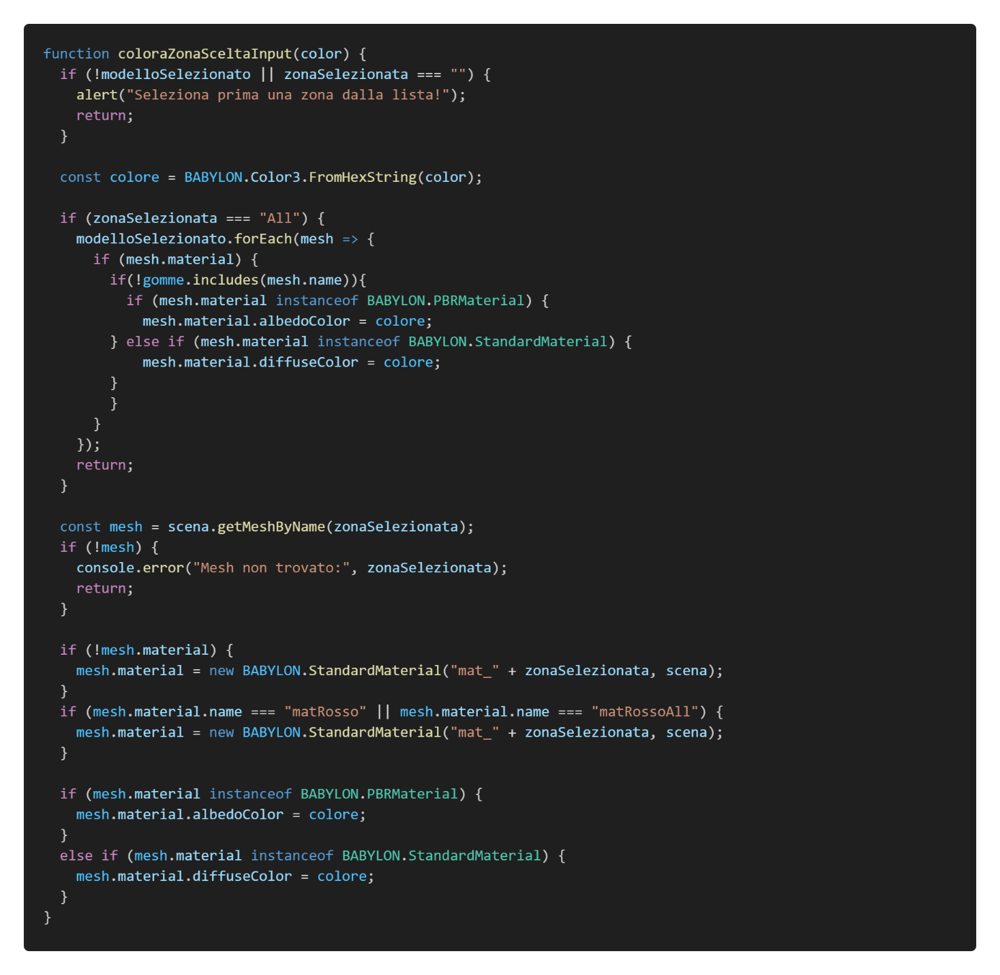 function coloraZonaSceltaInput(color) {
  if (!modelloSelezionato || zonaSelezionata === "") {
    alert("Seleziona prima una zona dalla lista!");
    return;
  }

  const colore = BABYLON.Color3.FromHexString(color);

  if (zonaSelezionata === "All") {
    modelloSelezionato.forEach(mesh => {
      if (mesh.material) {
        if(!gomme.includes(mesh.name)){
          if (mesh.material instanceof BABYLON.PBRMaterial) {
            mesh.material.albedoColor = colore;
        } else if (mesh.material instanceof BABYLON.StandardMaterial) {
            mesh.material.diffuseColor = colore;
        }
        }
      }
    });
    return;
  }

  const mesh = scena.getMeshByName(zonaSelezionata);
  if (!mesh) {
    console.error("Mesh non trovato:", zonaSelezionata);
    return;
  }

  if (!mesh.material) {
    mesh.material = new BABYLON.StandardMaterial("mat_" + zonaSelezionata, scena);
  }
  if (mesh.material.name === "matRosso" || mesh.material.name === "matRossoAll") {
    mesh.material = new BABYLON.StandardMaterial("mat_" + zonaSelezionata, scena);
  }

  if (mesh.material instanceof BABYLON.PBRMaterial) {
    mesh.material.albedoColor = colore;
  }
  else if (mesh.material instanceof BABYLON.StandardMaterial) {
    mesh.material.diffuseColor = colore;
  }
}